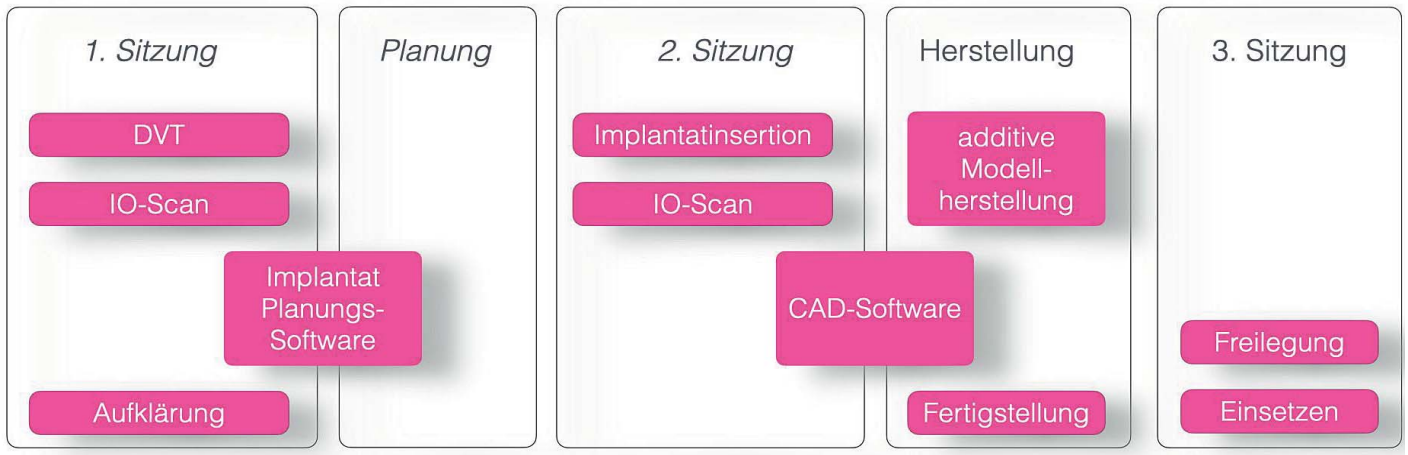 1. Sitzung
DVT
IO-Scan
Implantat
Planungs-
Software
Aufklärung
Planung
2. Sitzung
Implantatinsertion
IO-Scan
CAD-Software
Herstellung
additive
Modell-
herstellung
Fertigstellung
3. Sitzung
Freilegung
Einsetzen